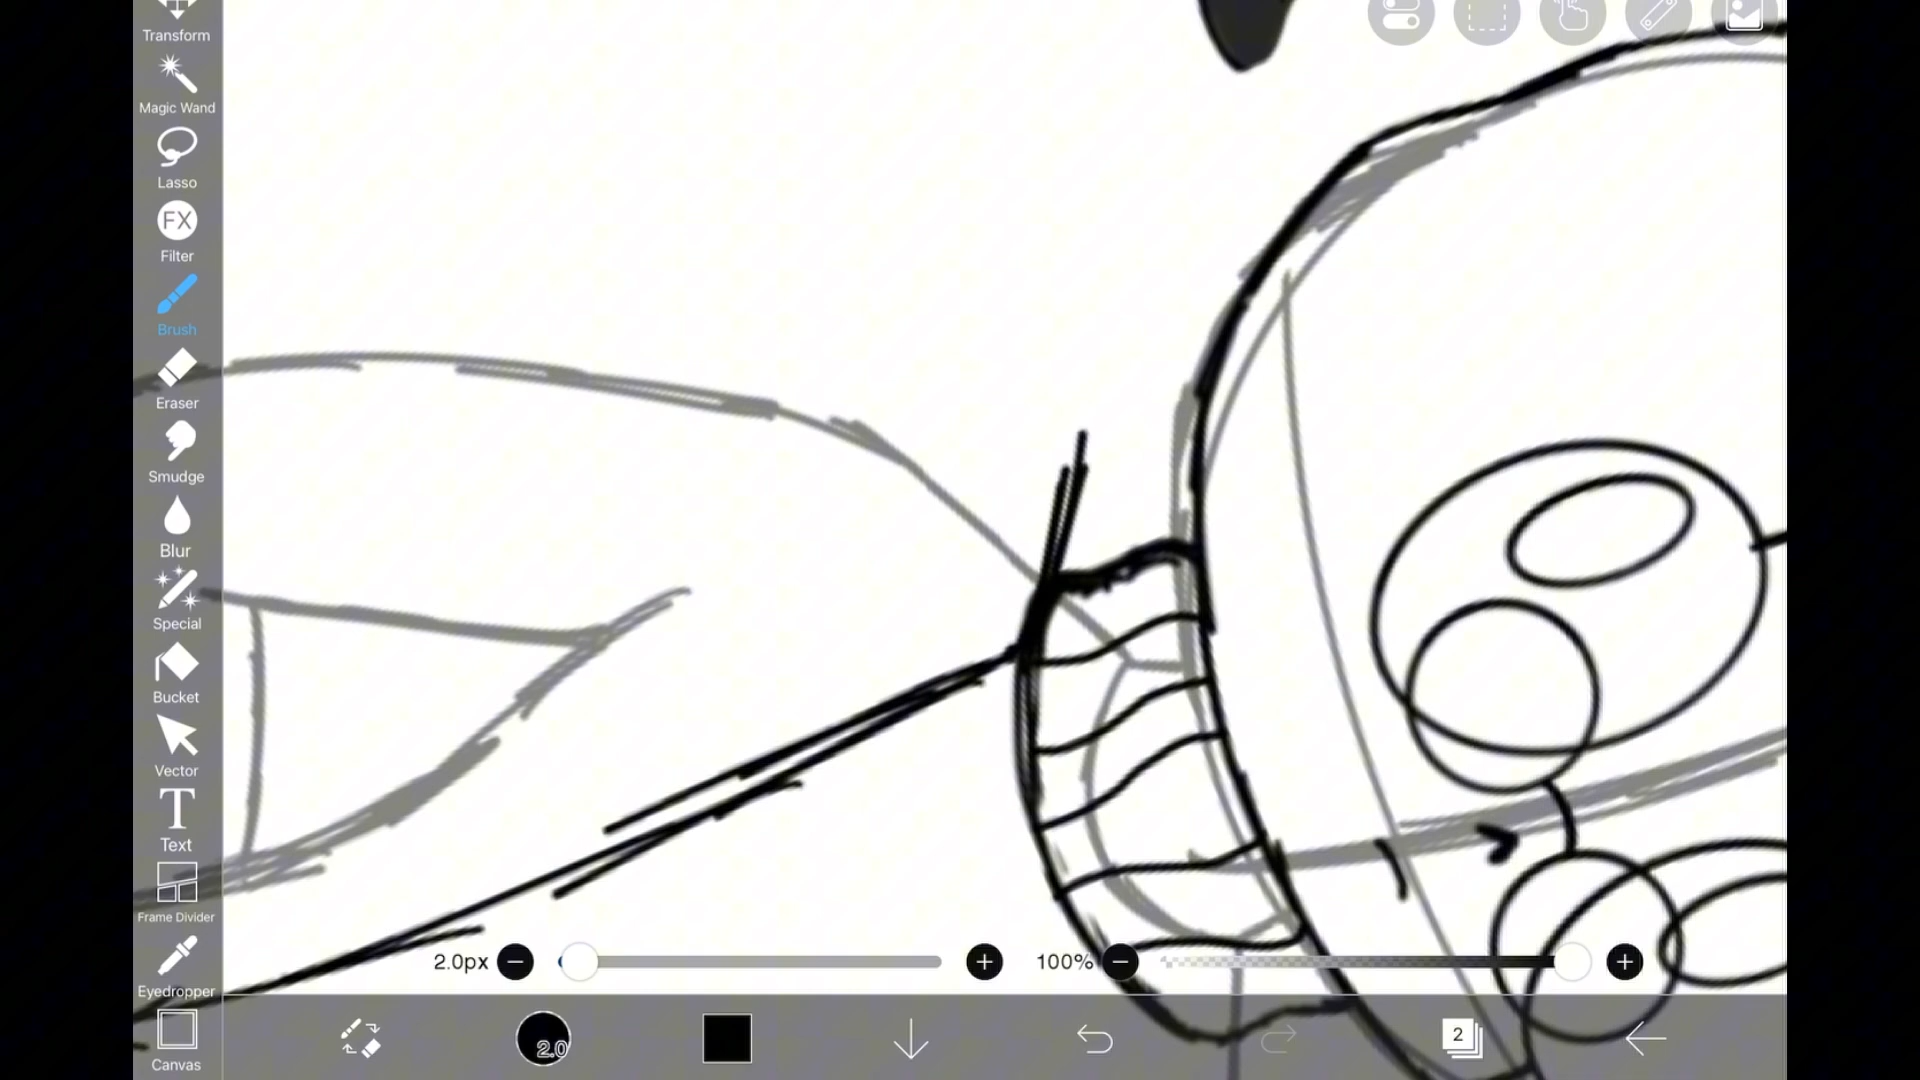 Transform
Magic Wand
Lasso
FX
Filter
Brush
Eraser
Smudge
Blur
Special
Bucket
Vector
T
Text
Frame Divider
Eyedropper
Canvas
2.0px
100%
2.0
2